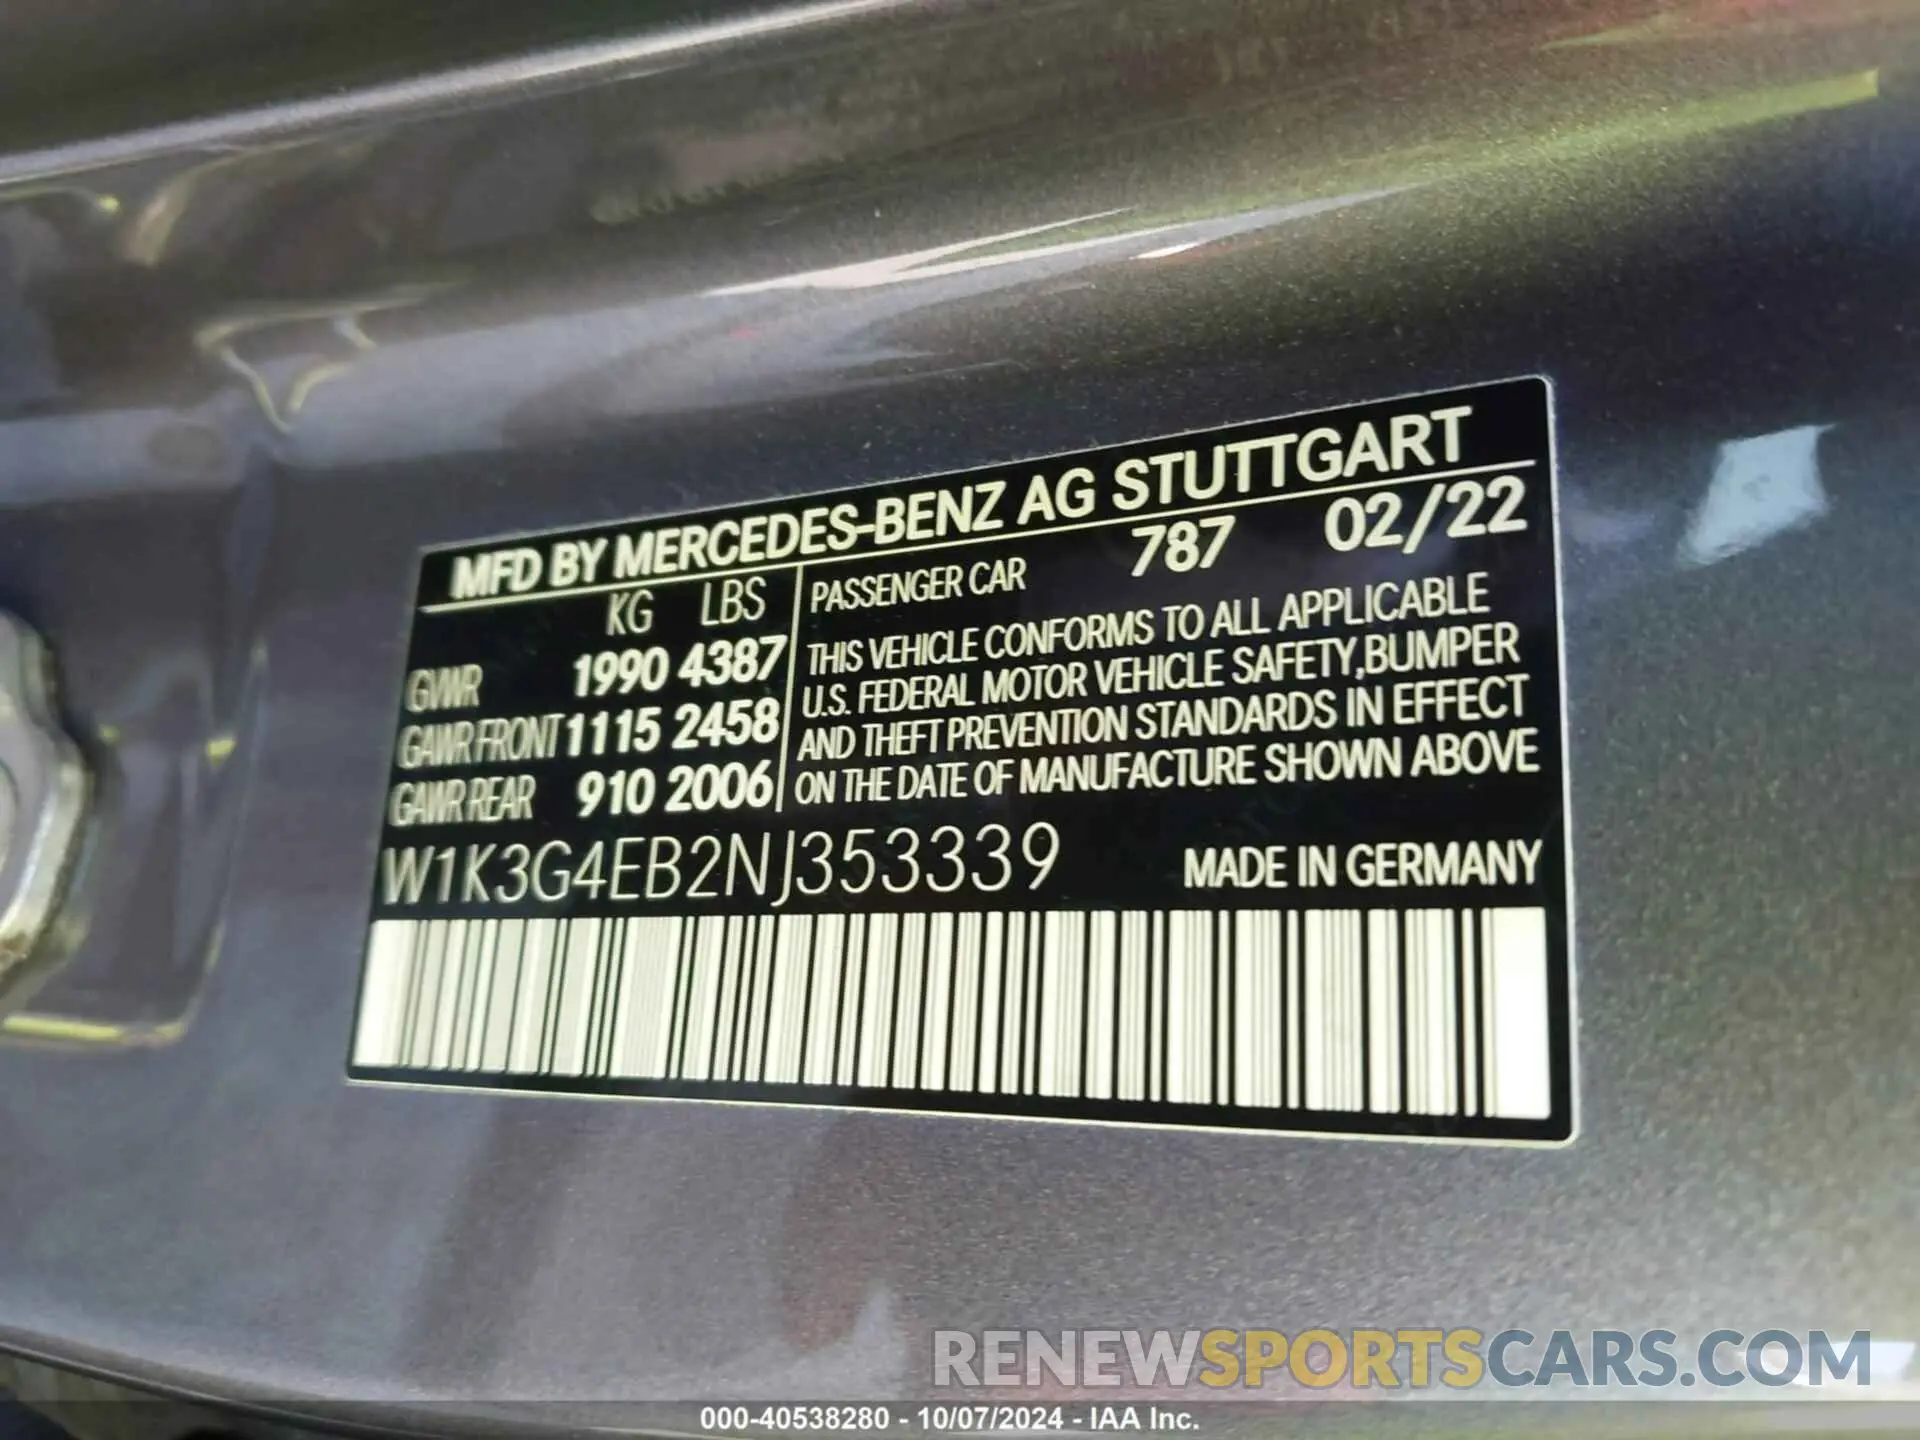 MFD BY MERCEDES-BENZ AG STUTTGART
KG LBS
GVWR 1990 4387
GAWR FRONT 1115 2458
GAWR REAR 910 2006
PASSENGER CAR 787 02/22
THIS VEHICLE CONFORMS TO ALL APPLICABLE
U.S. FEDERAL MOTOR VEHICLE SAFETY,BUMPER
AND THEFT PREVENTION STANDARDS IN EFFECT
ON THE DATE OF MANUFACTURE SHOWN ABOVE
W1K3G4EB2NJ353339 MADE IN GERMANY
RENEWSPORTSCARS.COM
000-40538280 - 10/07/2024 - IAA Inc.